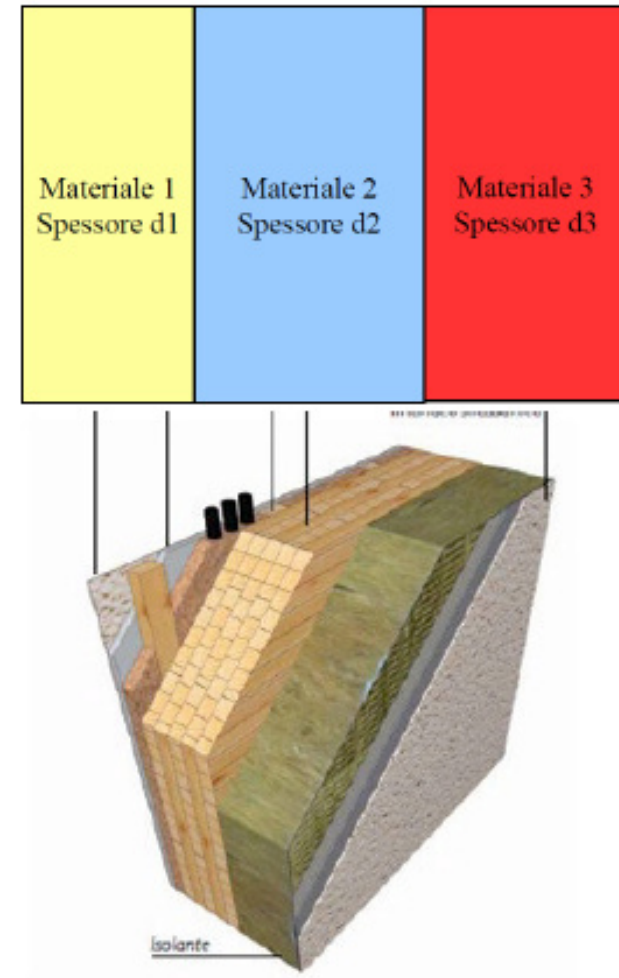 Materiale 1
Spessore d1
Materiale 2
Spessore d2
Materiale 3
Spessore d3
isolante